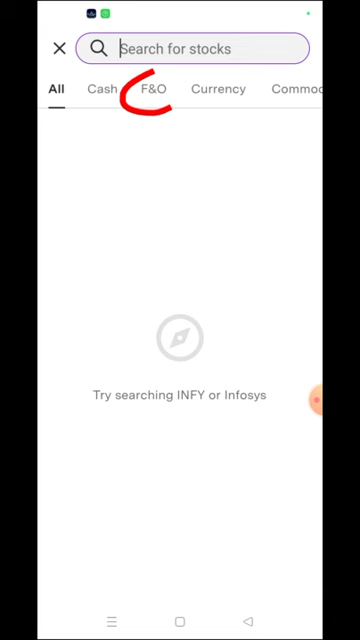 Search for stocks
All Cash F&O Currency Commod
Try searching INFY or Infosys